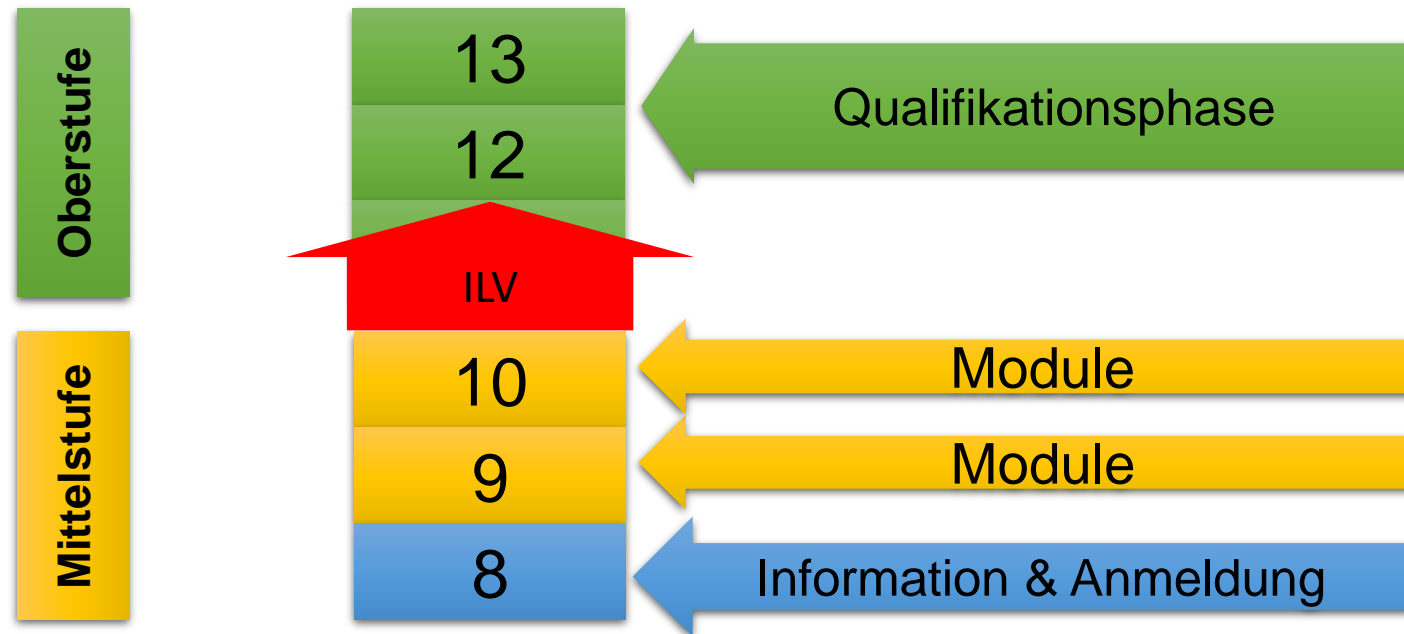 Oberstufe
13
Qualifikationsphase
12
ILV
Mittelstufe
10
Module
9
Module
8
Information & Anmeldung